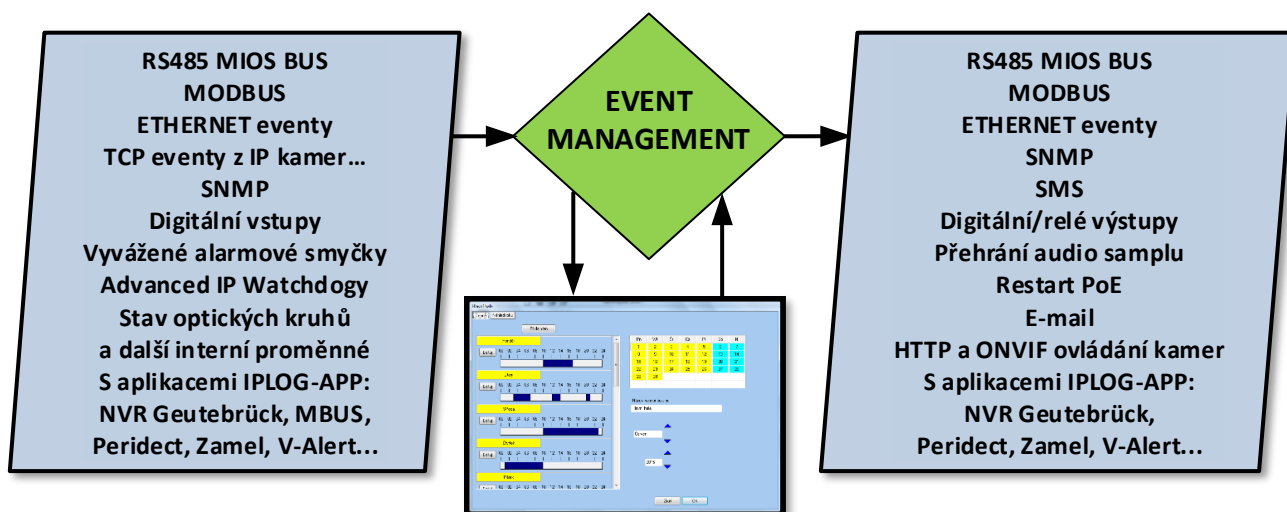 RS485 MIOS BUS
MODBUS
ETHERNET eventy
TCP eventy z IP kamer...
SNMP
Digitální vstupy
Vyvážené alarmové smyčky
Advanced IP Watchdogy
Stav optických kruhů
a další interní proměnné
S aplikacemi IPLOG-APP:
NVR Geutebrück, MBUS,
Peridect, Zamel, V-Alert...
EVENT
MANAGEMENT
RS485 MIOS BUS
MODBUS
ETHERNET eventy
SNMP
SMS
Digitální/relé výstupy
Přehrání audio samplu
Restart PoE
E-mail
HTTP a ONVIF ovládání kamer
S aplikacemi IPLOG-APP:
NVR Geutebrück,
Peridect, Zamel, V-Alert...